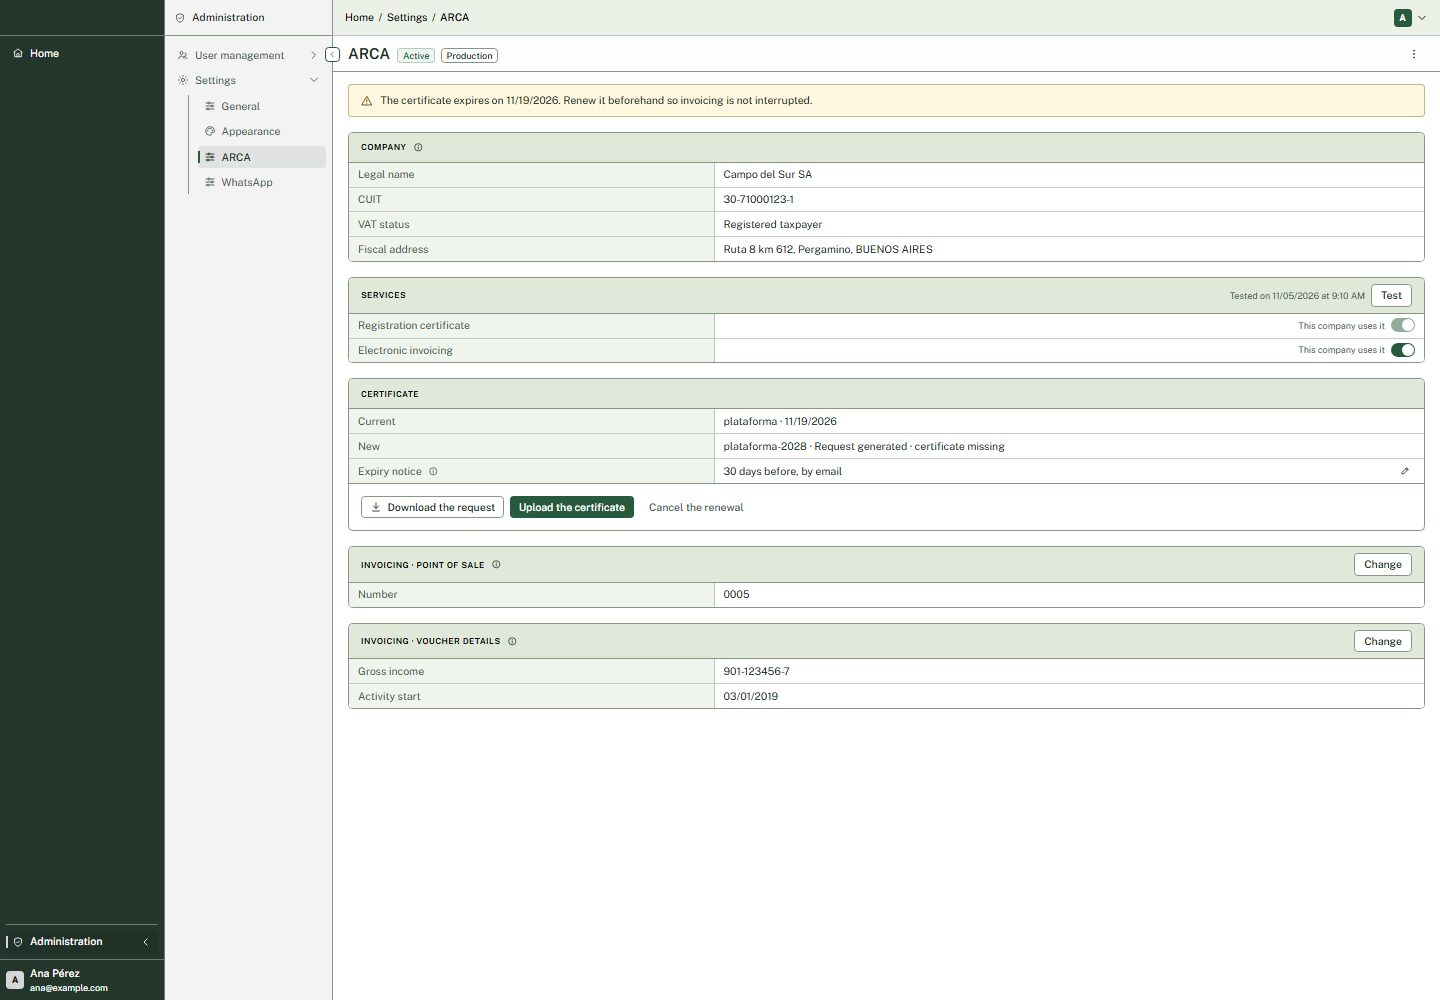 Administration
Home / Settings / ARCA
A
Home
User management
Settings
General
Appearance
ARCA
WhatsApp
ARCA Active Production
The certificate expires on 11/19/2026. Renew it beforehand so invoicing is not interrupted.
COMPANY
Legal name Campo del Sur SA
CUIT 30-71000123-1
VAT status Registered taxpayer
Fiscal address Ruta 8 km 612, Pergamino, BUENOS AIRES
SERVICES Tested on 11/05/2026 at 9:10 AM Test
Registration certificate This company uses it
Electronic invoicing This company uses it
CERTIFICATE
Current plataforma · 11/19/2026
New plataforma-2028 · Request generated · certificate missing
Expiry notice 30 days before, by email
Download the request Upload the certificate Cancel the renewal
INVOICING · POINT OF SALE Change
Number 0005
INVOICING · VOUCHER DETAILS Change
Gross income 901-123456-7
Activity start 03/01/2019
Administration
A Ana Pérez
ana@example.com